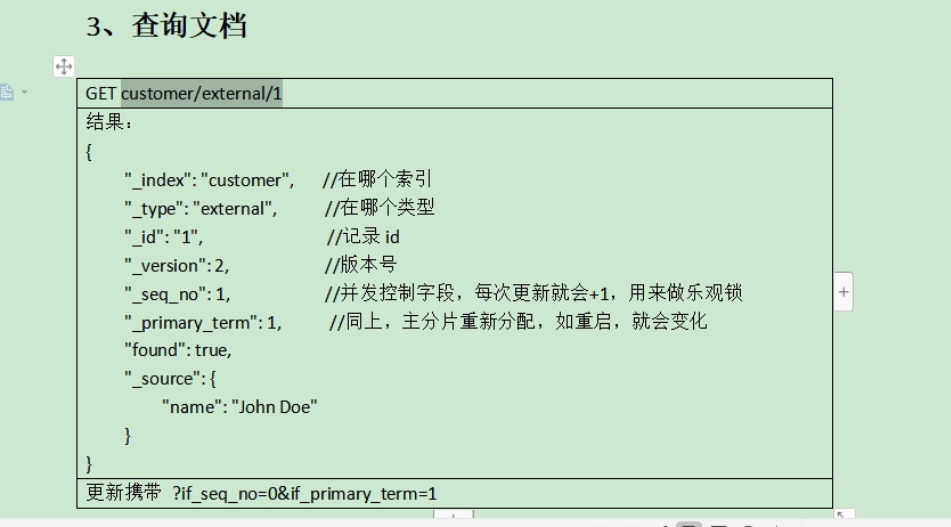 3、查询文档
GET customer/external/1
结果：
{
"_index": "customer", //在哪个索引
"_type": "external", //在哪个类型
"_id": "1", //记录 id
"_version": 2, //版本号
"_seq_no": 1, //并发控制字段，每次更新就会+1，用来做乐观锁
"_primary_term": 1, //同上，主分片重新分配，如重启，就会变化
"found": true,
"_source": {
"name": "John Doe"
}
}
更新携带 ?if_seq_no=0&if_primary_term=1